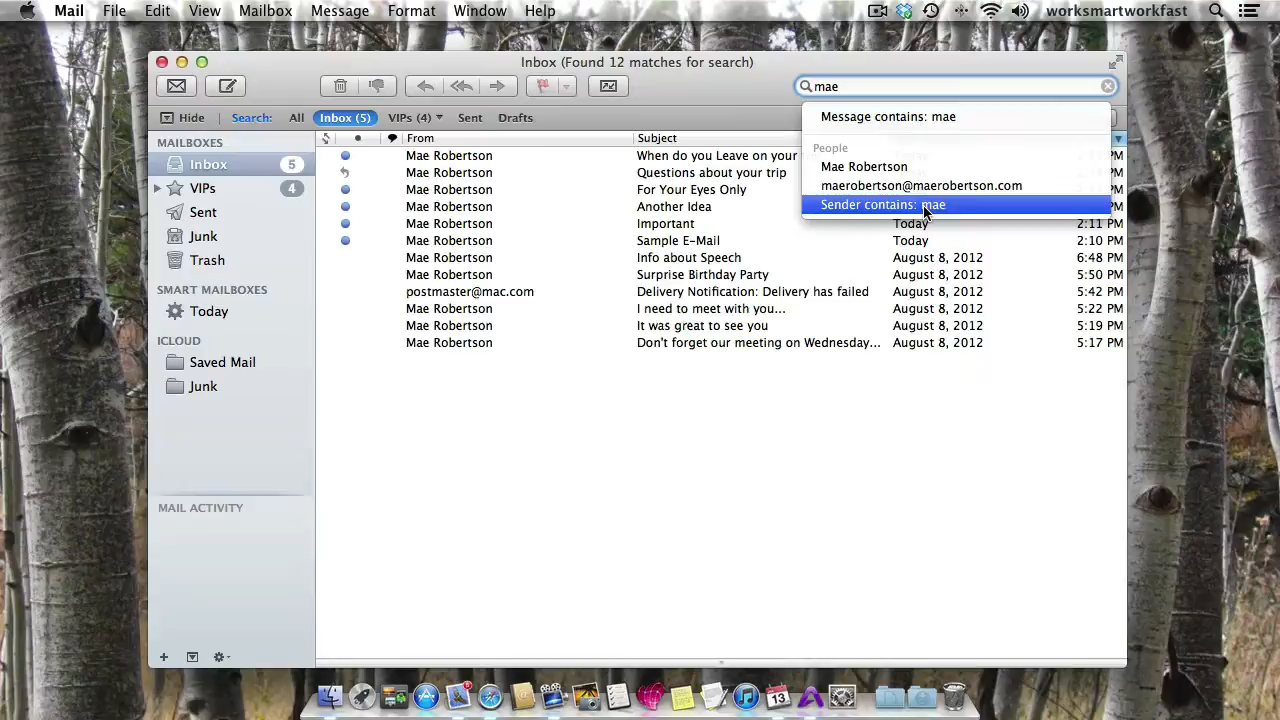 Mail File Edit View Mailbox Message Format Window Help worksmartworkfast
Inbox (Found 12 matches for search)
mae
Hide Search: All Inbox (5) VIPs (4) Sent Drafts
Message contains: mae
People
Mae Robertson
maerobertson@maerobertson.com
Sender contains: mae
MAILBOXES
Inbox 5
VIPs 4
Sent
Junk
Trash
SMART MAILBOXES
Today
ICLOUD
Saved Mail
Junk
MAIL ACTIVITY
From Subject
Mae Robertson When do you Leave on your
Mae Robertson Questions about your trip
Mae Robertson For Your Eyes Only
Mae Robertson Another Idea
Mae Robertson Important Today 2:11 PM
Mae Robertson Sample E-Mail Today 2:10 PM
Mae Robertson Info about Speech August 8, 2012 6:48 PM
Mae Robertson Surprise Birthday Party August 8, 2012 5:50 PM
postmaster@mac.com Delivery Notification: Delivery has failed August 8, 2012 5:42 PM
Mae Robertson I need to meet with you... August 8, 2012 5:22 PM
Mae Robertson It was great to see you August 8, 2012 5:19 PM
Mae Robertson Don't forget our meeting on Wednesday... August 8, 2012 5:17 PM
13